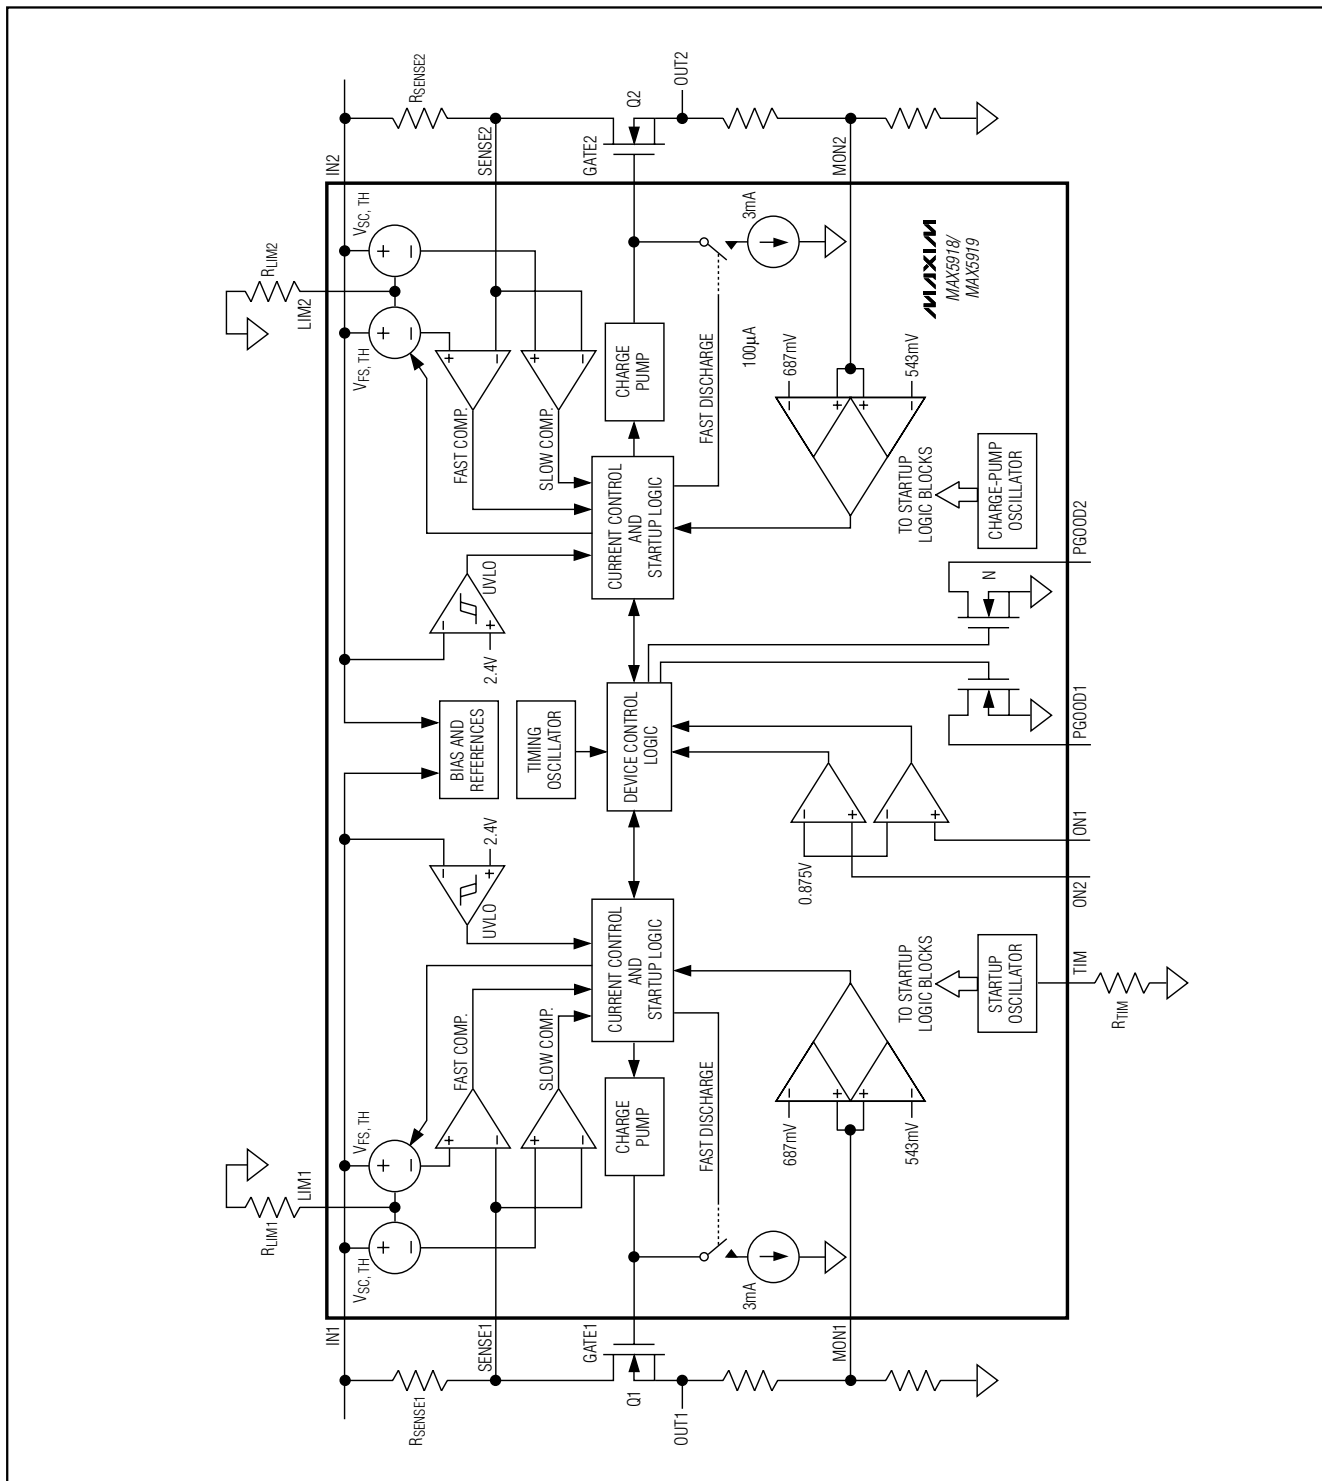 RSENSE1
IN1
VSC, TH
RLIM1
LIM1
VFS, TH
SENSE1
FAST COMP.
SLOW COMP.
GATE1
Q1
OUT1
CHARGE
PUMP
FAST DISCHARGE
3mA
MON1
687mV
543mV
UVLO
2.4V
CURRENT CONTROL
AND
STARTUP LOGIC
TO STARTUP
LOGIC BLOCKS
STARTUP
OSCILLATOR
TIM
RTIM
BIAS AND
REFERENCES
TIMING
OSCILLATOR
DEVICE CONTROL
LOGIC
0.875V
ON2
ON1
PGOOD1
PGOOD2
N
2.4V
UVLO
CURRENT CONTROL
AND
STARTUP LOGIC
TO STARTUP
LOGIC BLOCKS
CHARGE-PUMP
OSCILLATOR
FAST COMP.
SLOW COMP.
CHARGE
PUMP
FAST DISCHARGE
100μA
3mA
687mV
543mV
VFS, TH
LIM2
RLIM2
VSC, TH
IN2
RSENSE2
SENSE2
GATE2
Q2
OUT2
MON2
MAXIM
MAX5918/
MAX5919